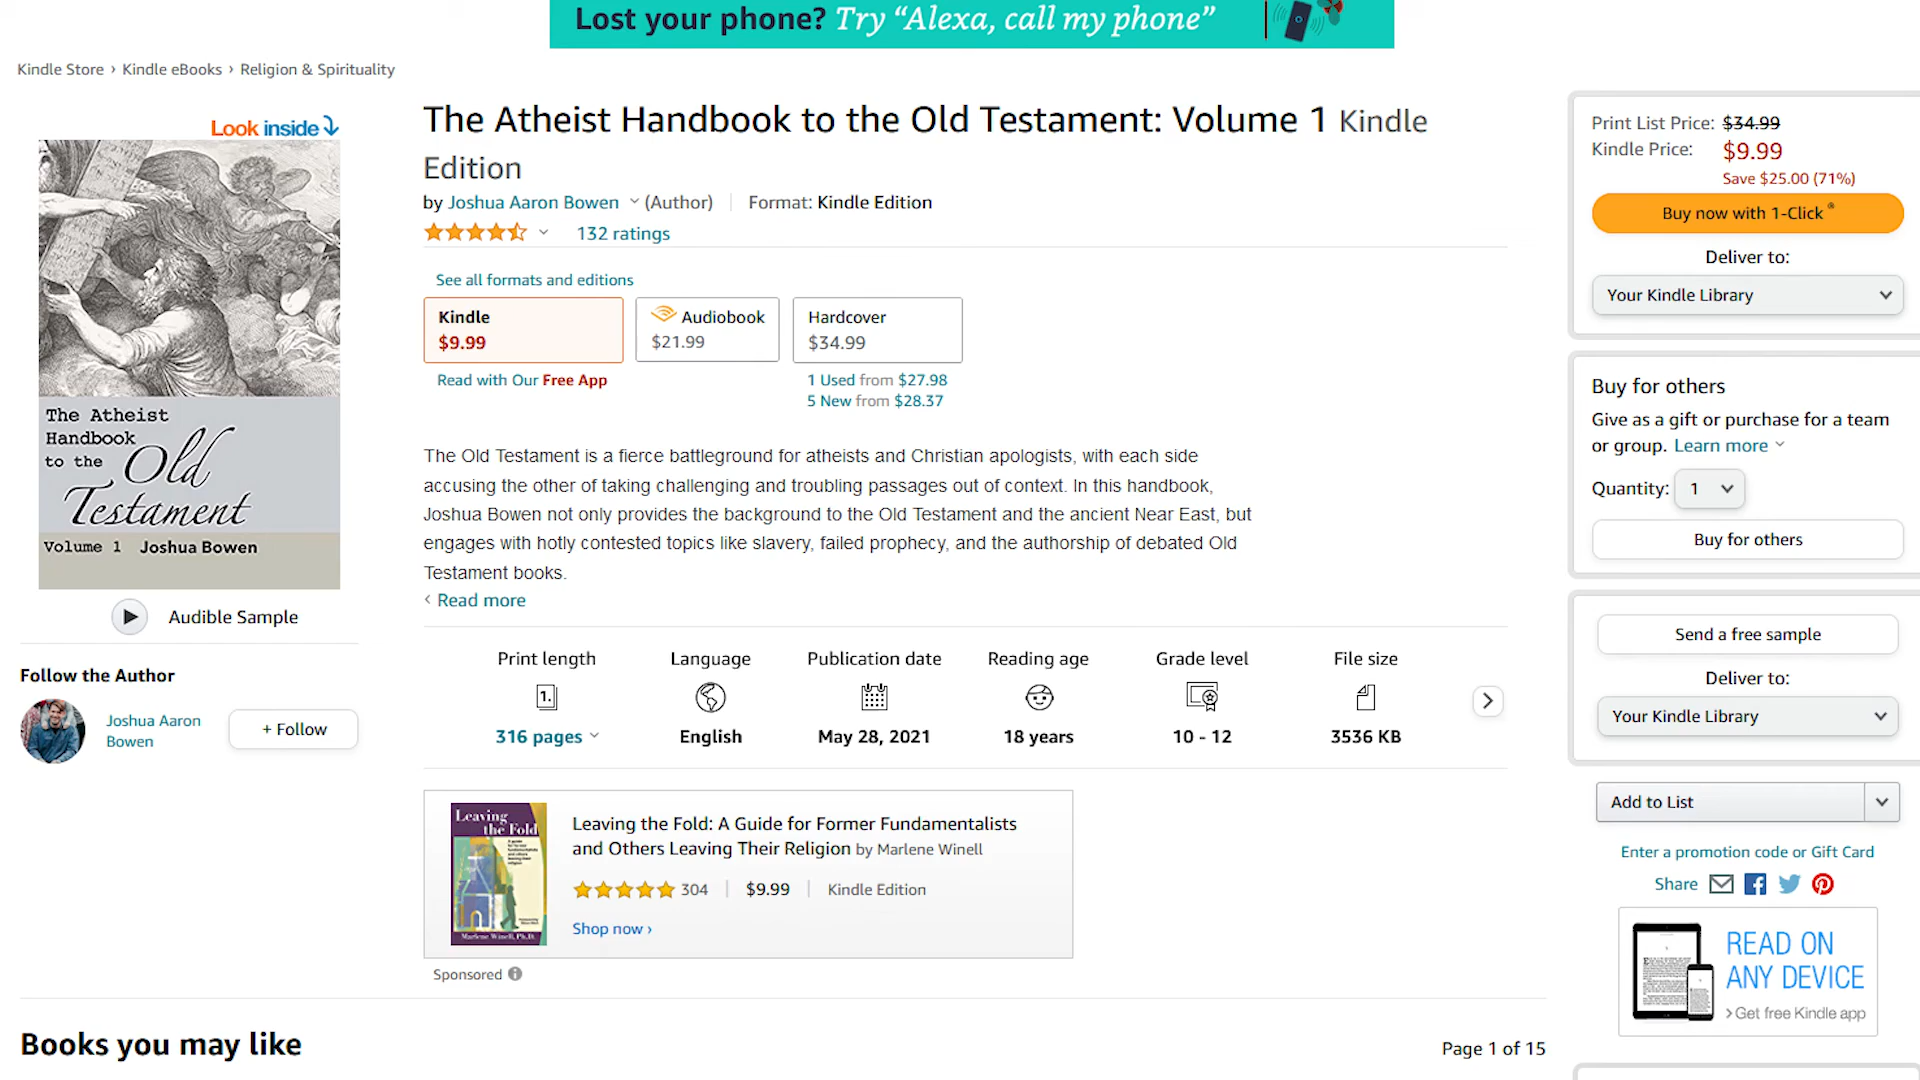 Lost your phone? Try “Alexa, call my phone”
Kindle Store › Kindle eBooks › Religion & Spirituality
Look inside
The Atheist
Handbook
to the Old
Testament
Volume 1 Joshua Bowen
Audible Sample
Follow the Author
Joshua Aaron
Bowen
+ Follow
The Atheist Handbook to the Old Testament: Volume 1 Kindle
Edition
by Joshua Aaron Bowen (Author) Format: Kindle Edition
132 ratings
See all formats and editions
Kindle
$9.99
Read with Our Free App
Audiobook
$21.99
Hardcover
$34.99
1 Used from $27.98
5 New from $28.37
The Old Testament is a fierce battleground for atheists and Christian apologists, with each side
accusing the other of taking challenging and troubling passages out of context. In this handbook,
Joshua Bowen not only provides the background to the Old Testament and the ancient Near East, but
engages with hotly contested topics like slavery, failed prophecy, and the authorship of debated Old
Testament books.
‹ Read more
Print length
1.
316 pages
Language
English
Publication date
May 28, 2021
Reading age
18 years
Grade level
10 - 12
File size
3536 KB
Leaving
the Fold
Marlene Winell, Ph.D.
Leaving the Fold: A Guide for Former Fundamentalists
and Others Leaving Their Religion by Marlene Winell
304 $9.99 Kindle Edition
Shop now ›
Sponsored
Books you may like
Page 1 of 15
Print List Price: $34.99
Kindle Price: $9.99
Save $25.00 (71%)
Buy now with 1-Click ®
Deliver to:
Your Kindle Library
Buy for others
Give as a gift or purchase for a team
or group. Learn more
Quantity: 1
Buy for others
Send a free sample
Deliver to:
Your Kindle Library
Add to List
Enter a promotion code or Gift Card
Share
READ ON
ANY DEVICE
› Get free Kindle app